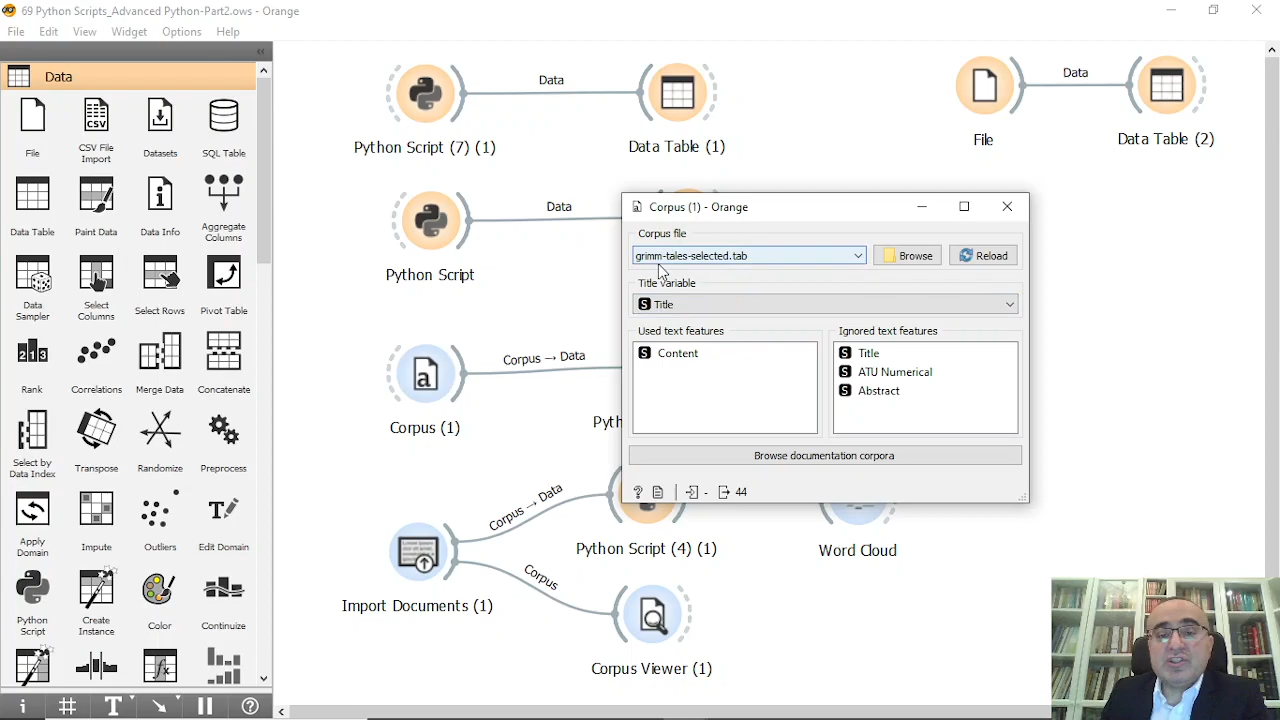 69 Python Scripts_Advanced Python-Part2.ows - Orange
File Edit View Widget Options Help
Data
File
CSV File
Import
Datasets
SQL Table
Data Table
Paint Data
Data Info
Aggregate
Columns
Data
Sampler
Select
Columns
Select Rows
Pivot Table
Rank
Correlations
Merge Data
Concatenate
Select by
Data Index
Transpose
Randomize
Preprocess
Apply
Domain
Impute
Outliers
Edit Domain
Python
Script
Create
Instance
Color
Continuize
Data
Python Script (7) (1)
Data Table (1)
Data
File
Data Table (2)
Data
Python Script
Corpus → Data
Corpus (1)
Pyth
Corpus → Data
Corpus
Import Documents (1)
Python Script (4) (1)
Word Cloud
Corpus Viewer (1)
Corpus (1) - Orange
Corpus file
grimm-tales-selected.tab
Browse
Reload
Title variable
Title
Used text features
Content
Ignored text features
Title
ATU Numerical
Abstract
Browse documentation corpora
? - 44